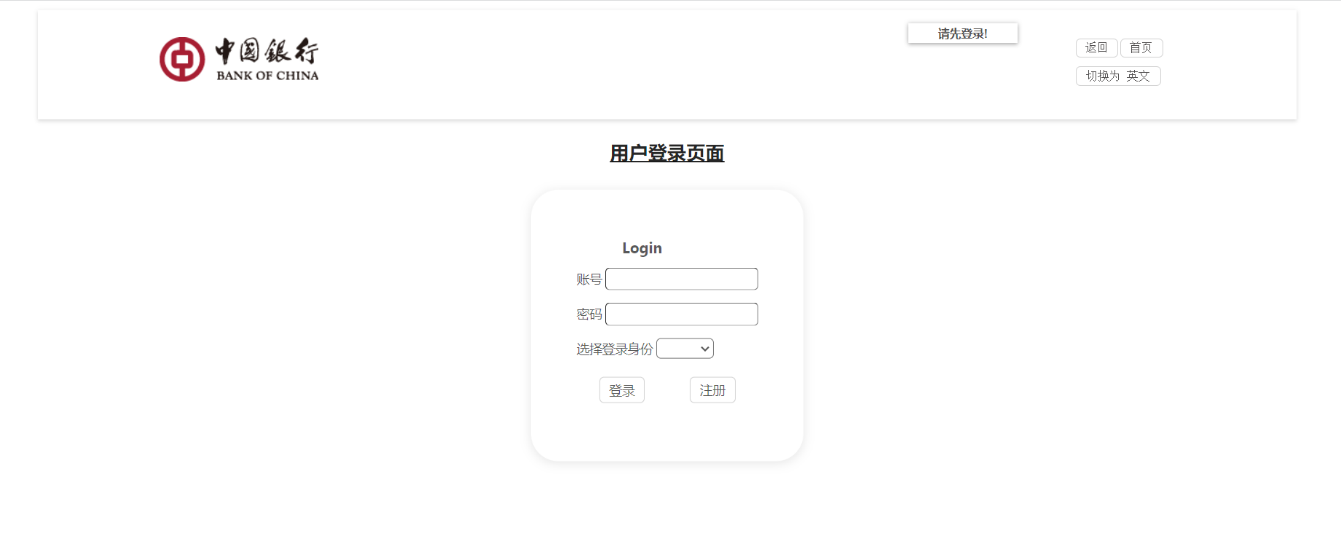 中国银行
BANK OF CHINA
请先登录!
返回 首页
切换为 英文
用户登录页面
Login
账号
密码
选择登录身份
登录 注册